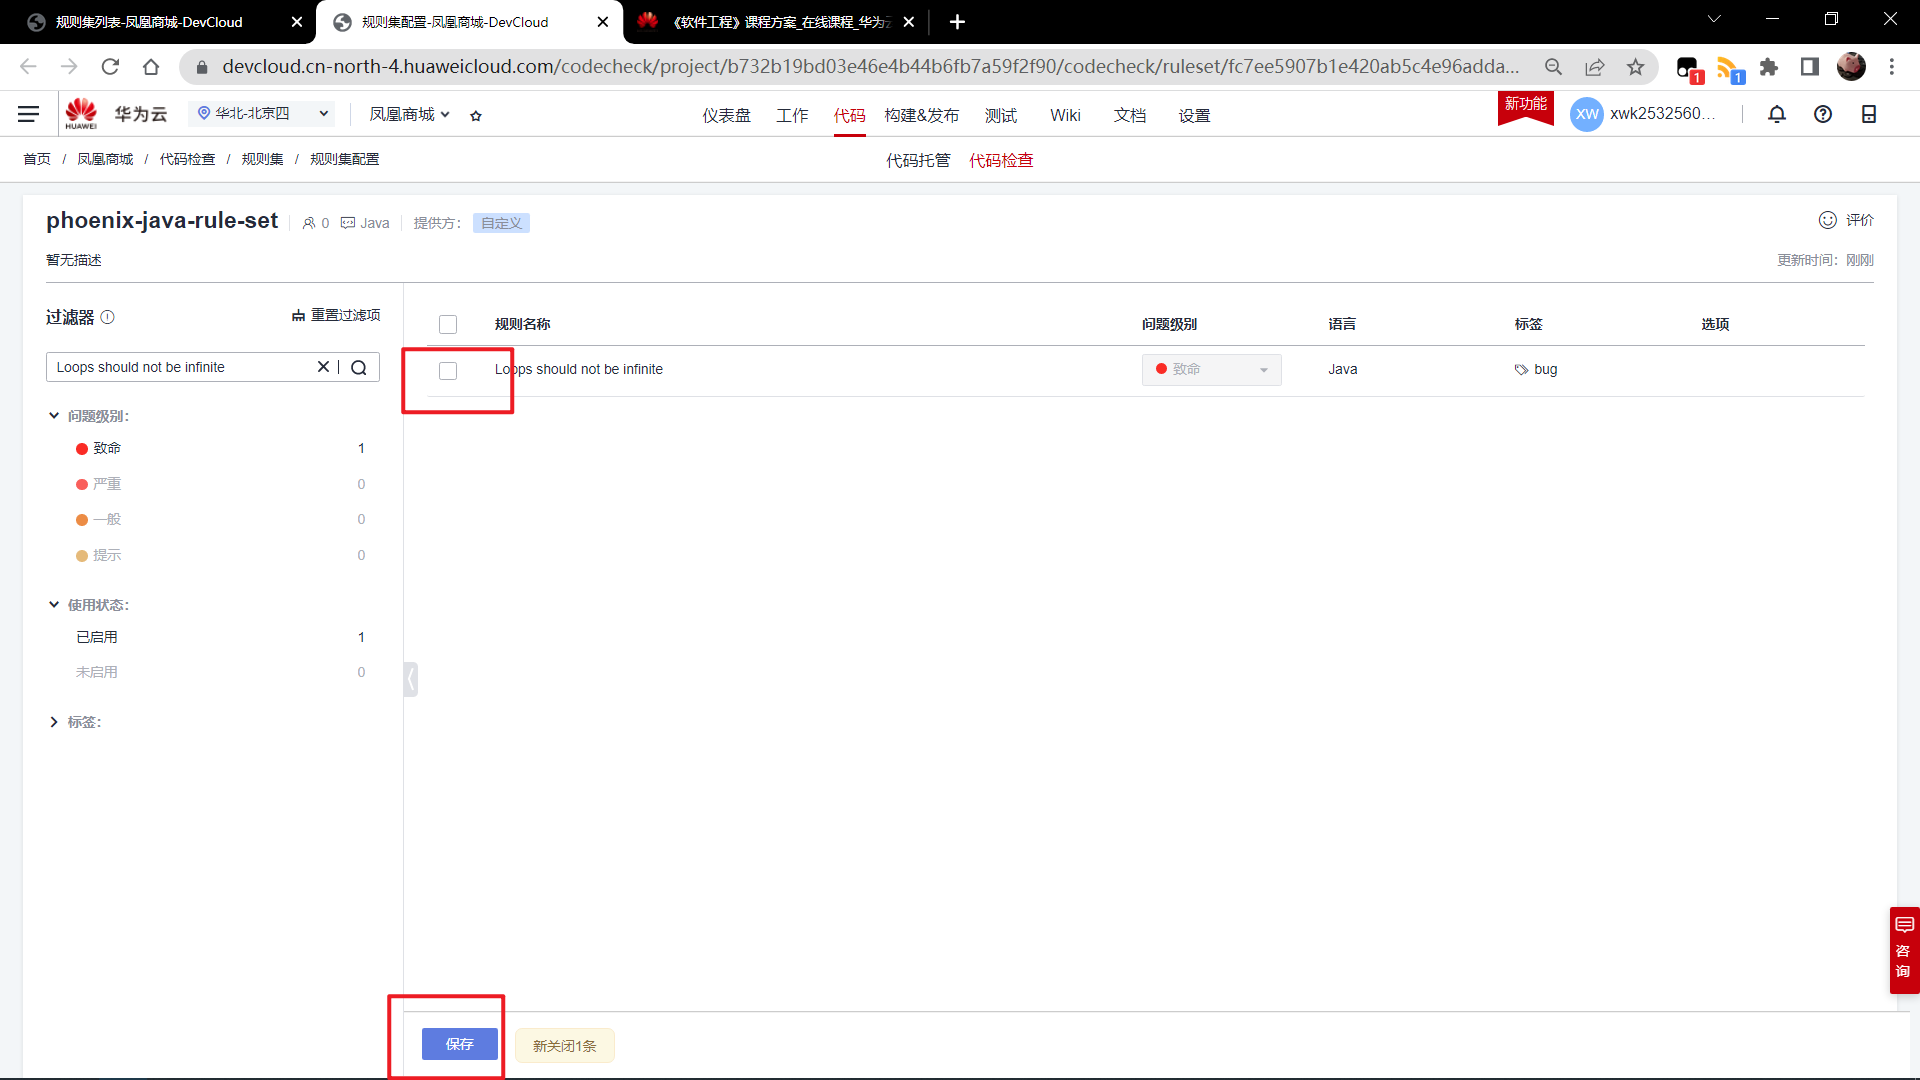 规则集列表-凤凰商城-DevCloud
规则集配置-凤凰商城-DevCloud
《软件工程》课程方案_在线课程_华为云
devcloud.cn-north-4.huaweicloud.com/codecheck/project/b732b19bd03e46e4b44b6fb7a59f2f90/codecheck/ruleset/fc7ee5907b1e420ab5c4e96adda...
1
1
HUAWEI
华为云
华北-北京四
凤凰商城
仪表盘
工作
代码
构建&发布
测试
Wiki
文档
设置
新功能
XW
xwk2532560...
首页 / 凤凰商城 / 代码检查 / 规则集 / 规则集配置
代码托管
代码检查
phoenix-java-rule-set
0
Java
提供方：
自定义
评价
暂无描述
更新时间：刚刚
过滤器
重置过滤项
规则名称
问题级别
语言
标签
选项
Loops should not be infinite
Loops should not be infinite
致命
Java
bug
问题级别：
致命 1
严重 0
一般 0
提示 0
使用状态：
已启用 1
未启用 0
标签：
咨
询
保存
新关闭1条